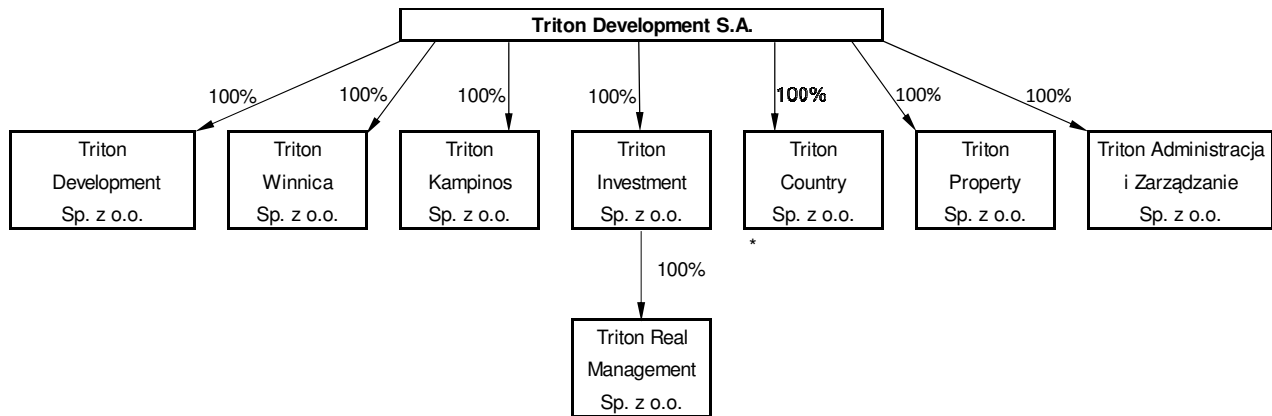 Triton Development S.A.
100%
100%
100%
100%
100%
100%
100%
Triton
Development
Sp. z o.o.
Triton
Winnica
Sp. z o.o.
Triton
Kampinos
Sp. z o.o.
Triton
Investment
Sp. z o.o.
Triton
Country
Sp. z o.o.
Triton
Property
Sp. z o.o.
Triton Administracja
i Zarządzanie
Sp. z o.o.
*
100%
Triton Real
Management
Sp. z o.o.